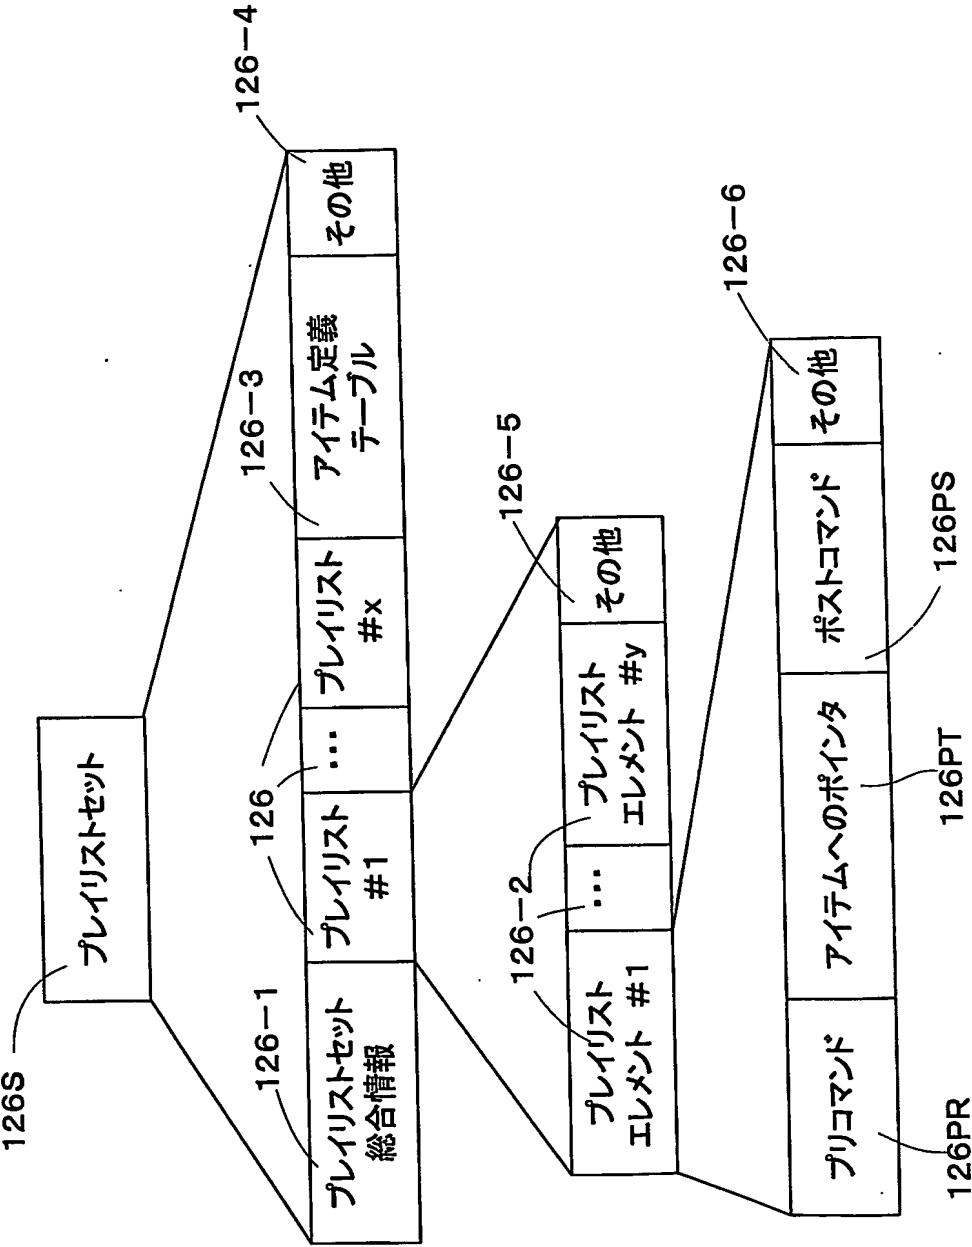 126S
プレイリストセット
126-1
126
126-3
126-4
プレイリストセット
総合情報
プレイリスト
#1
...
プレイリスト
#x
アイテム定義
テーブル
その他
126-2
126-5
プレイリスト
エレメント #1
...
プレイリスト
エレメント #y
その他
126-6
プリコマンド
アイテムへのポインタ
ポストコマンド
その他
126PR
126PT
126PS